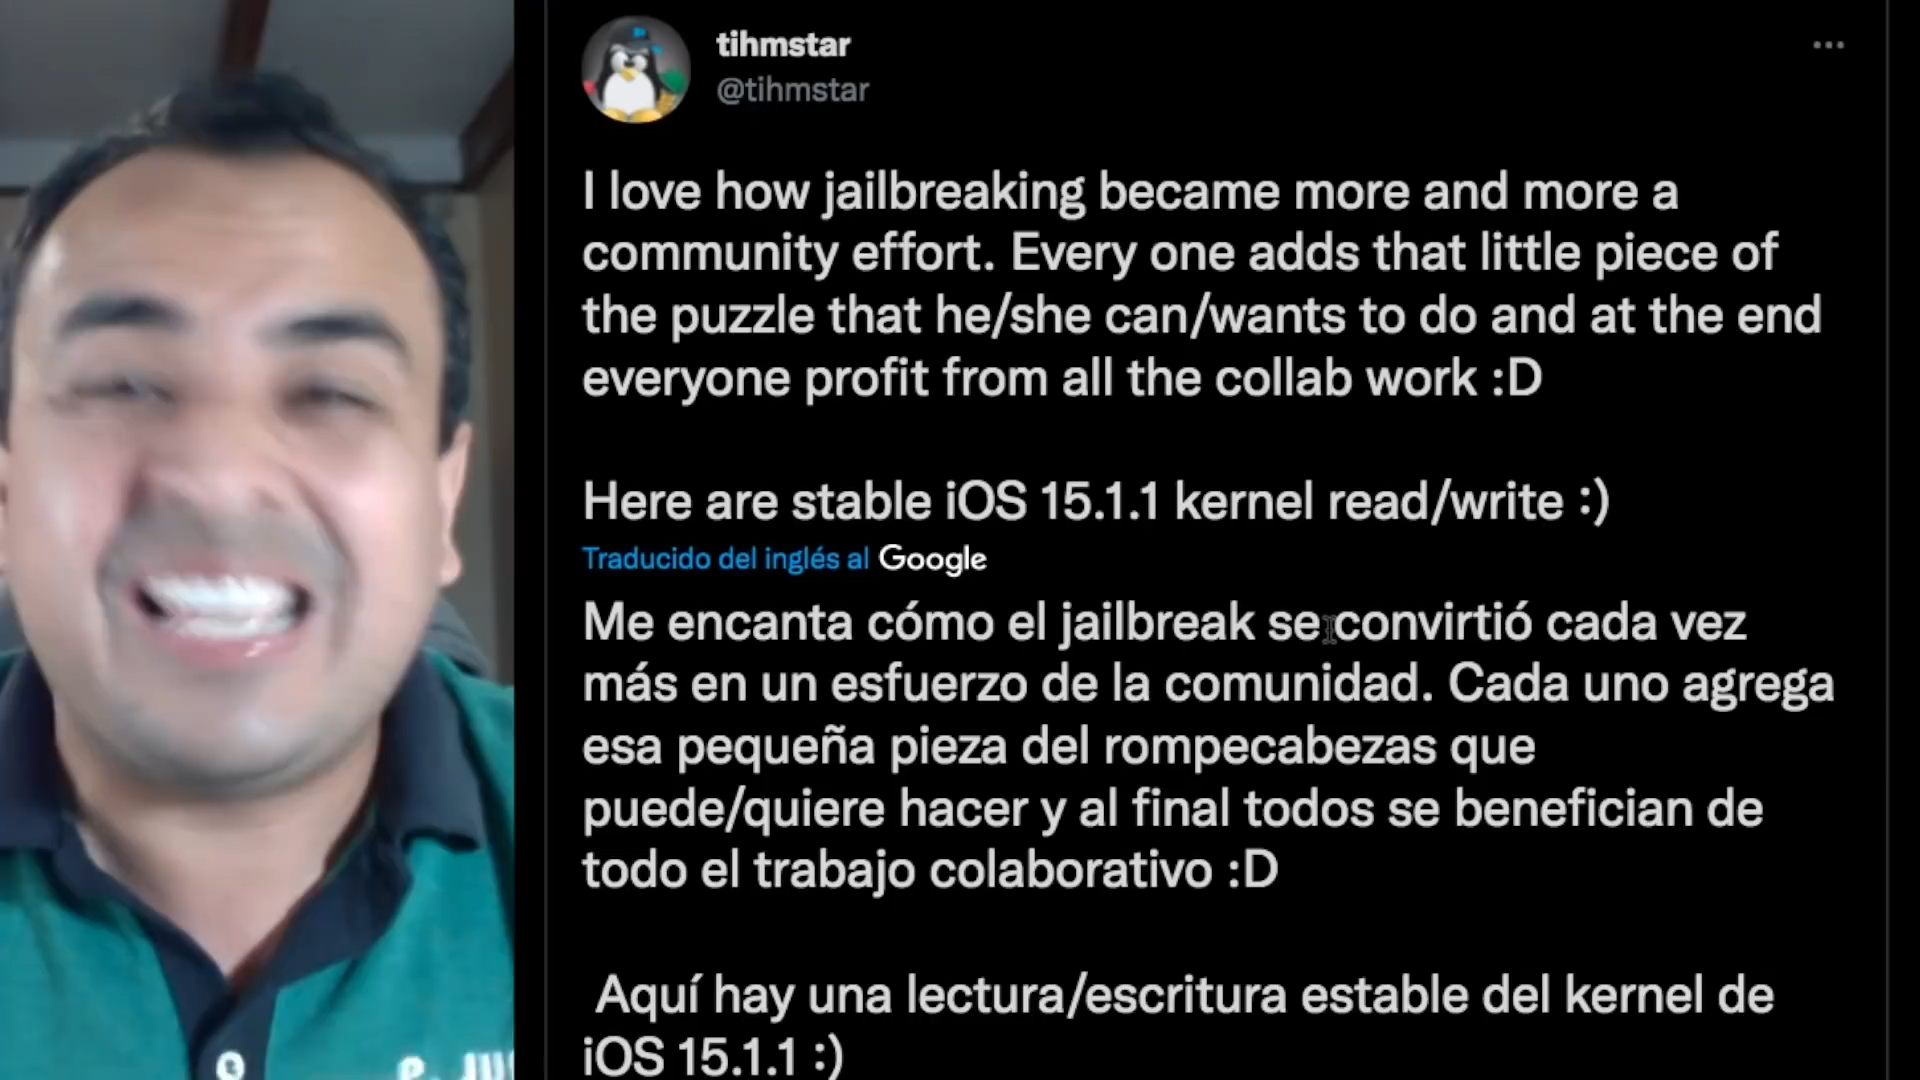 tihmstar
@tihmstar
I love how jailbreaking became more and more a
community effort. Every one adds that little piece of
the puzzle that he/she can/wants to do and at the end
everyone profit from all the collab work :D
Here are stable iOS 15.1.1 kernel read/write :)
Traducido del inglés al Google
Me encanta cómo el jailbreak se convirtió cada vez
más en un esfuerzo de la comunidad. Cada uno agrega
esa pequeña pieza del rompecabezas que
puede/quiere hacer y al final todos se benefician de
todo el trabajo colaborativo :D
Aquí hay una lectura/escritura estable del kernel de
iOS 15.1.1 :)